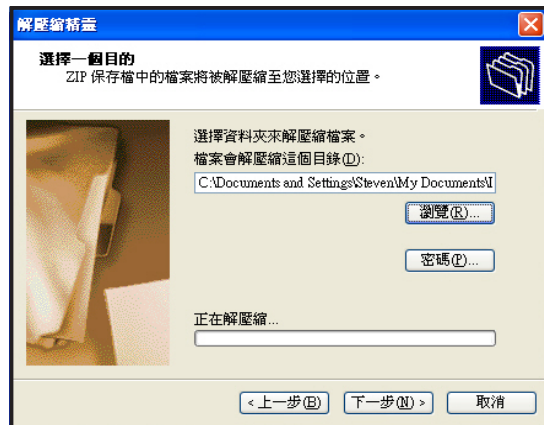 解壓縮精靈
選擇一個目的
ZIP 保存檔中的檔案將被解壓縮至您選擇的位置。
選擇資料夾來解壓縮檔案。
檔案會解壓縮這個目錄(D):
C:\Documents and Settings\Steven\My Documents\I
瀏覽(R)...
密碼(P)...
正在解壓縮...
<上一步(B) 下一步(N)> 取消